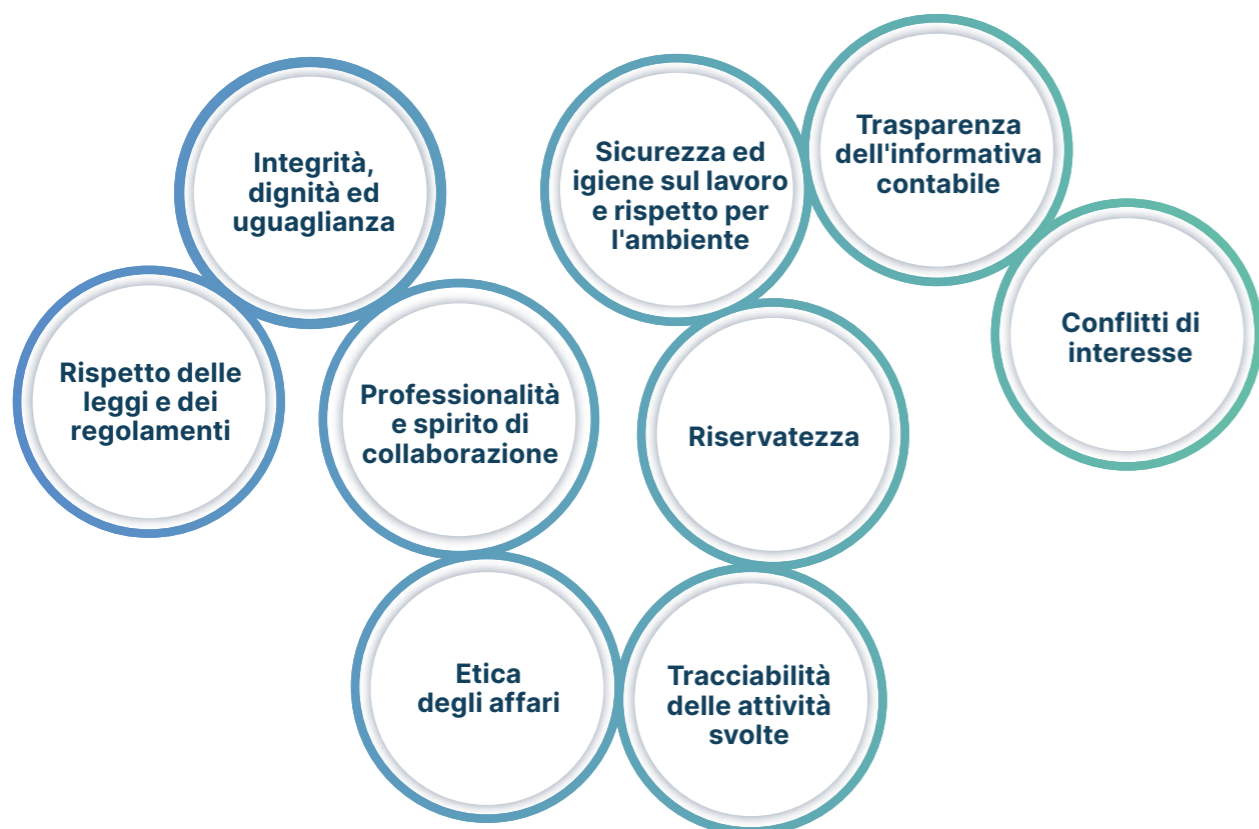 Rispetto delle
leggi e dei
regolamenti
Integrità,
dignità ed
uguaglianza
Professionalità
e spirito di
collaborazione
Etica
degli affari
Tracciabilità
delle attività
svolte
Riservatezza
Sicurezza ed
igiene sul lavoro
e rispetto per
l'ambiente
Trasparenza
dell'informativa
contabile
Conflitti di
interesse